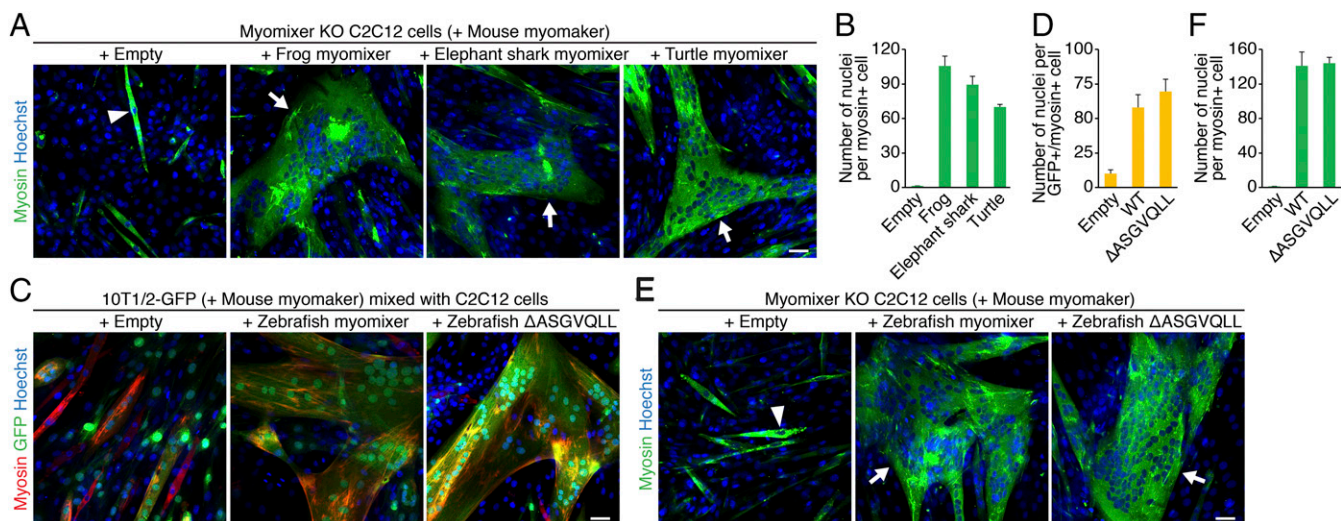 A
Myomixer KO C2C12 cells (+ Mouse myomaker)
+ Empty
+ Frog myomixer
+ Elephant shark myomixer
+ Turtle myomixer
Myosin Hoechst
B
Number of nuclei
per myosin+ cell
120
90
60
30
0
Empty
Frog
Elephant shark
Turtle
D
Number of nuclei per
GFP+/myosin+ cell
100
75
50
25
0
Empty
WT
ΔASGVQLL
F
Number of nuclei
per myosin+ cell
160
120
80
40
0
Empty
WT
ΔASGVQLL
C
10T1/2-GFP (+ Mouse myomaker) mixed with C2C12 cells
+ Empty
+ Zebrafish myomixer
+ Zebrafish ΔASGVQLL
Myosin GFP Hoechst
E
Myomixer KO C2C12 cells (+ Mouse myomaker)
+ Empty
+ Zebrafish myomixer
+ Zebrafish ΔASGVQLL
Myosin Hoechst